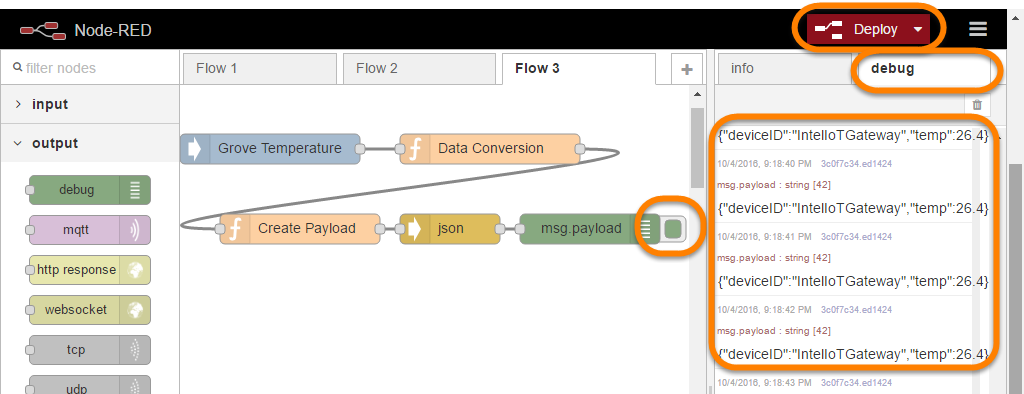 Node-RED
Deploy
filter nodes
Flow 1
Flow 2
Flow 3
info
debug
input
output
debug
mqtt
http response
websocket
tcp
udp
Grove Temperature
Data Conversion
Create Payload
json
msg.payload
{"deviceID":"IntelIoTGateway","temp":26.4}
10/4/2016, 9:18:40 PM 3c0f7c34.ed1424
msg.payload : string [42]
{"deviceID":"IntelIoTGateway","temp":26.4}
10/4/2016, 9:18:41 PM 3c0f7c34.ed1424
msg.payload : string [42]
{"deviceID":"IntelIoTGateway","temp":26.4}
10/4/2016, 9:18:42 PM 3c0f7c34.ed1424
msg.payload : string [42]
{"deviceID":"IntelIoTGateway","temp":26.4}
10/4/2016, 9:18:43 PM 3c0f7c34.ed1424